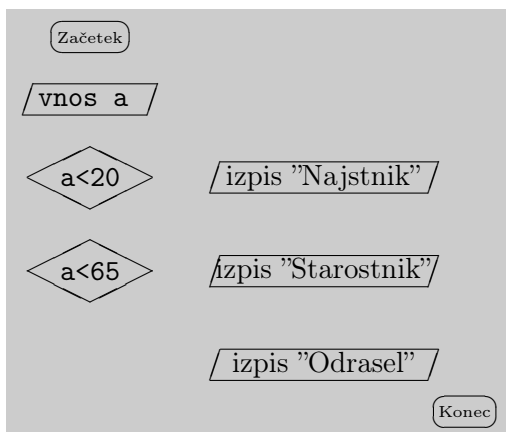 Začetek
vnos a
a<20
izpis ”Najstnik”
a<65
izpis ”Starostnik”
izpis ”Odrasel”
Konec